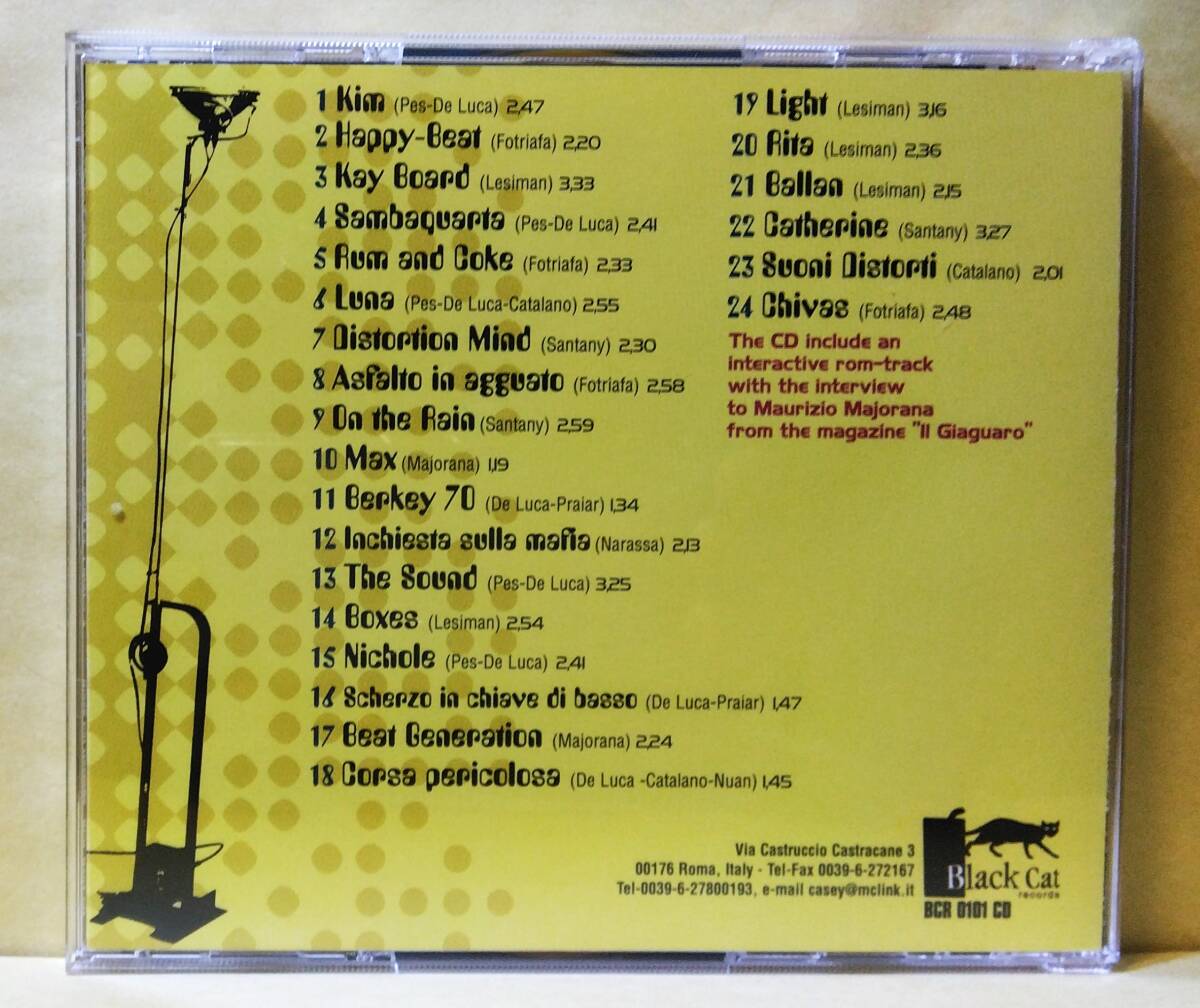 1 Kim (Pes-De Luca) 2,47
2 Happy-Beat (Fotriafa) 2,20
3 Kay Board (Lesiman) 3,33
4 Sambaquarta (Pes-De Luca) 2,41
5 Rum and Coke (Fotriafa) 2,33
6 Luna (Pes-De Luca-Catalano) 2,55
7 Distortion Mind (Santany) 2,30
8 Asfalto in agguato (Fotriafa) 2,58
9 On the Rain (Santany) 2,59
10 Max (Majorana) 1,19
11 Berkey 70 (De Luca-Praiar) 1,34
12 Inchiesta sulla mafia (Narassa) 2,13
13 The Sound (Pes-De Luca) 3,25
14 Boxes (Lesiman) 2,54
15 Nichole (Pes-De Luca) 2,41
16 Scherzo in chiave di basso (De Luca-Praiar) 1,47
17 Beat Generation (Majorana) 2,24
18 Corsa pericolosa (De Luca -Catalano-Nuan) 1,45
19 Light (Lesiman) 3,16
20 Rita (Lesiman) 2,36
21 Ballan (Lesiman) 2,15
22 Catherine (Santany) 3,27
23 Suoni Distorti (Catalano) 2,01
24 Chivas (Fotriafa) 2,48
The CD include an
interactive rom-track
with the interview
to Maurizio Majorana
from the magazine "Il Giaguaro"
Via Castruccio Castracane 3
00176 Roma, Italy - Tel-Fax 0039-6-272167
Tel-0039-6-27800193, e-mail casey@mclink.it
Black Cat
records
BCR 0101 CD